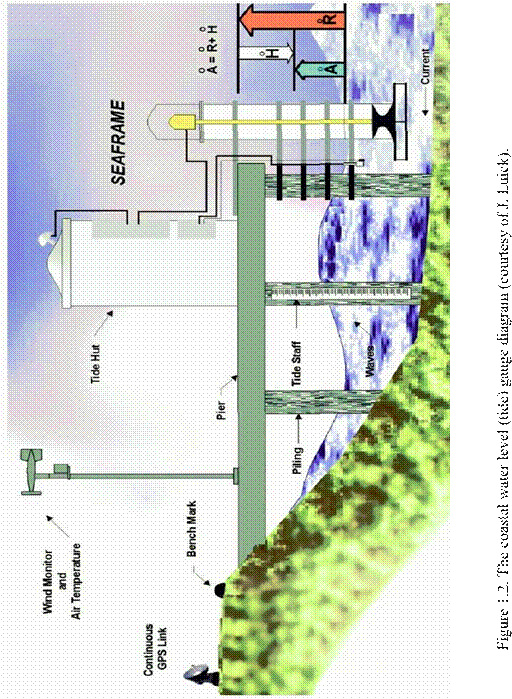 Wind Monitor
and
Air Temperature
Tide Hut
SEAFRAME
Å = R̊+ H̊
R̊
H̊
Å
Continuous
GPS Link
Bench Mark
Pier
Piling
Tide Staff
Waves
Current
Figure 1.2. The coastal water level (tide) gauge diagram (courtesy of J. Luick).